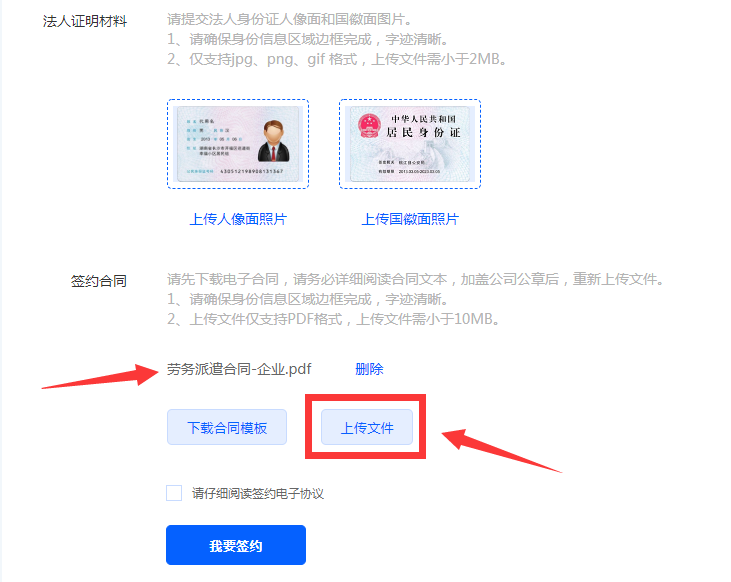 法人证明材料
请提交法人身份证人像面和国徽面图片。
1、请确保身份信息区域边框完成，字迹清晰。
2、仅支持jpg、png、gif 格式，上传文件需小于2MB。
中华人民共和国
居民身份证
上传人像面照片
上传国徽面照片
签约合同
请先下载电子合同，请务必详细阅读合同文本，加盖公司公章后，重新上传文件。
1、请确保身份信息区域边框完成，字迹清晰。
2、上传文件仅支持PDF格式，上传文件需小于10MB。
劳务派遣合同-企业.pdf
删除
下载合同模板
上传文件
请仔细阅读签约电子协议
我要签约